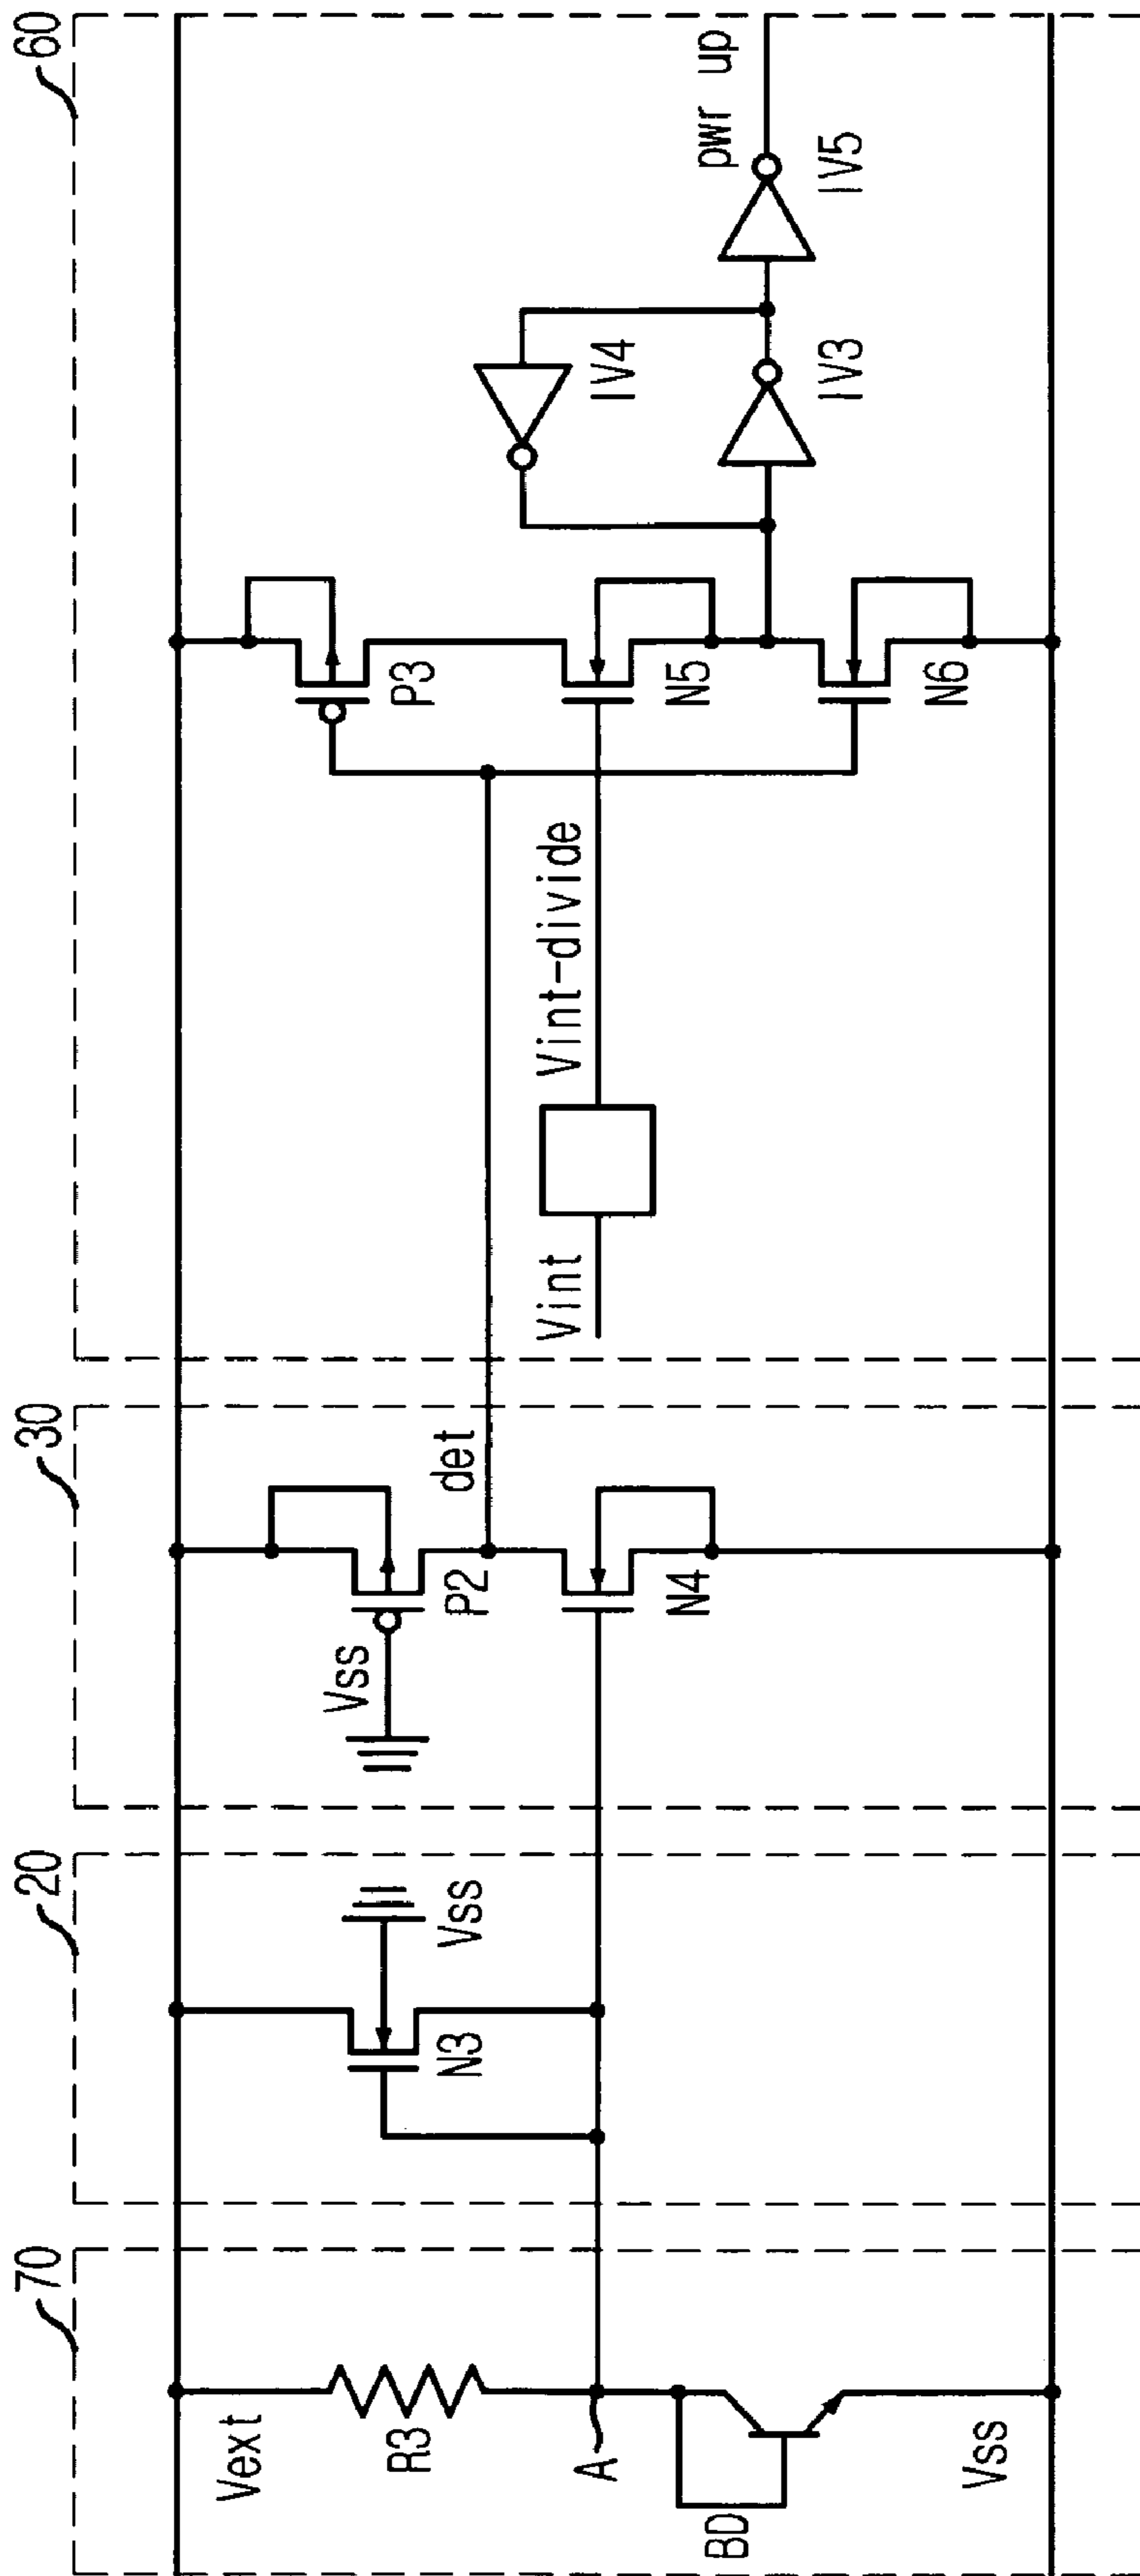 70
20
30
60
Vext
R3
A
BD
Vss
N3
Vss
Vss
P2
det
N4
Vint
Vint-divide
P3
N5
N6
IV4
IV3
IV5
pwr up